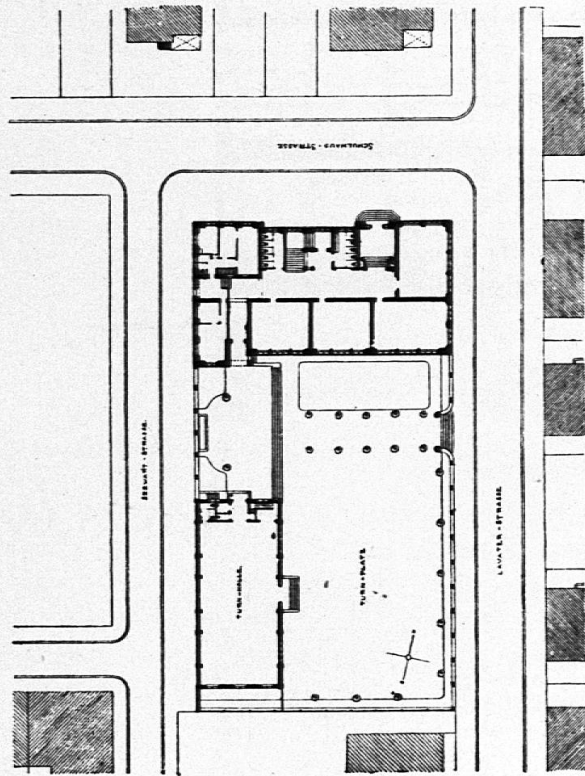 SCHULHAUS-STRASSE
SEEWART-STRASSE.
LAVATER-STRASSE
TURN-HALLE.
TURN-PLATZ